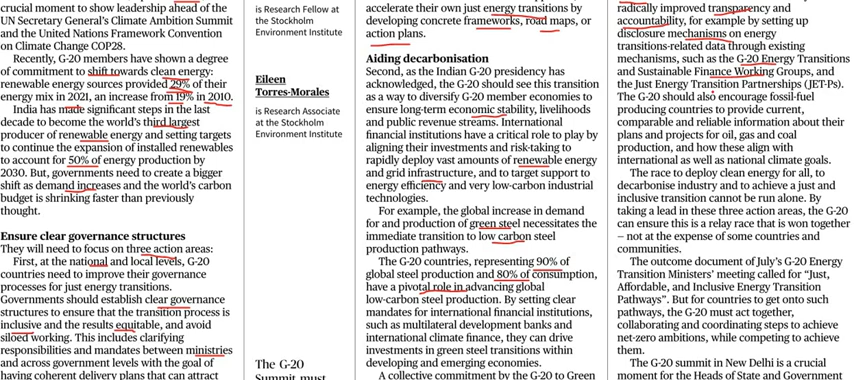 crucial moment to show leadership ahead of the
UN Secretary General's Climate Ambition Summit
and the United Nations Framework Convention
on Climate Change COP28.
Recently, G-20 members have shown a degree
of commitment to shift towards clean energy:
renewable energy sources provided 29% of their
energy mix in 2021, an increase from 19% in 2010.
India has made significant steps in the last
decade to become the world's third largest
producer of renewable energy and setting targets
to continue the expansion of installed renewables
to account for 50% of energy production by
2030. But, governments need to create a bigger
shift as demand increases and the world's carbon
budget is shrinking faster than previously
thought.
Ensure clear governance structures
They will need to focus on three action areas:
First, at the national and local levels, G-20
countries need to improve their governance
processes for just energy transitions.
Governments should establish clear governance
structures to ensure that the transition process is
inclusive and the results equitable, and avoid
siloed working. This includes clarifying
responsibilities and mandates between ministries
and across government levels with the goal of
having coherent delivery plans that can attract
is Research Fellow at
the Stockholm
Environment Institute
Eileen
Torres-Morales
is Research Associate
at the Stockholm
Environment Institute
The G-20
Summit must
accelerate their own just energy transitions by
developing concrete frameworks, road maps, or
action plans.
Aiding decarbonisation
Second, as the Indian G-20 presidency has
acknowledged, the G-20 should see this transition
as a way to diversify G-20 member economies to
ensure long-term economic stability, livelihoods
and public revenue streams. International
financial institutions have a critical role to play by
aligning their investments and risk-taking to
rapidly deploy vast amounts of renewable energy
and grid infrastructure, and to target support to
energy efficiency and very low-carbon industrial
technologies.
For example, the global increase in demand
for and production of green steel necessitates the
immediate transition to low carbon steel
production pathways.
The G-20 countries, representing 90% of
global steel production and 80% of consumption,
have a pivotal role in advancing global
low-carbon steel production. By setting clear
mandates for international financial institutions,
such as multilateral development banks and
international climate finance, they can drive
investments in green steel transitions within
developing and emerging economies.
A collective commitment by the G-20 to Green
radically improved transparency and
accountability, for example by setting up
disclosure mechanisms on energy
transitions-related data through existing
mechanisms, such as the G-20 Energy Transitions
and Sustainable Finance Working Groups, and
the Just Energy Transition Partnerships (JET-Ps).
The G-20 should also encourage fossil-fuel
producing countries to provide current,
comparable and reliable information about their
plans and projects for oil, gas and coal
production, and how these align with
international as well as national climate goals.
The race to deploy clean energy for all, to
decarbonise industry and to achieve a just and
inclusive transition cannot be run alone. By
taking a lead in these three action areas, the G-20
can ensure this is a relay race that is won together
– not at the expense of some countries and
communities.
The outcome document of July's G-20 Energy
Transition Ministers' meeting called for "Just,
Affordable, and Inclusive Energy Transition
Pathways". But for countries to get onto such
pathways, the G-20 must act together,
collaborating and coordinating steps to achieve
net-zero ambitions, while competing to achieve
them.
The G-20 summit in New Delhi is a crucial
moment for the Heads of State and Government